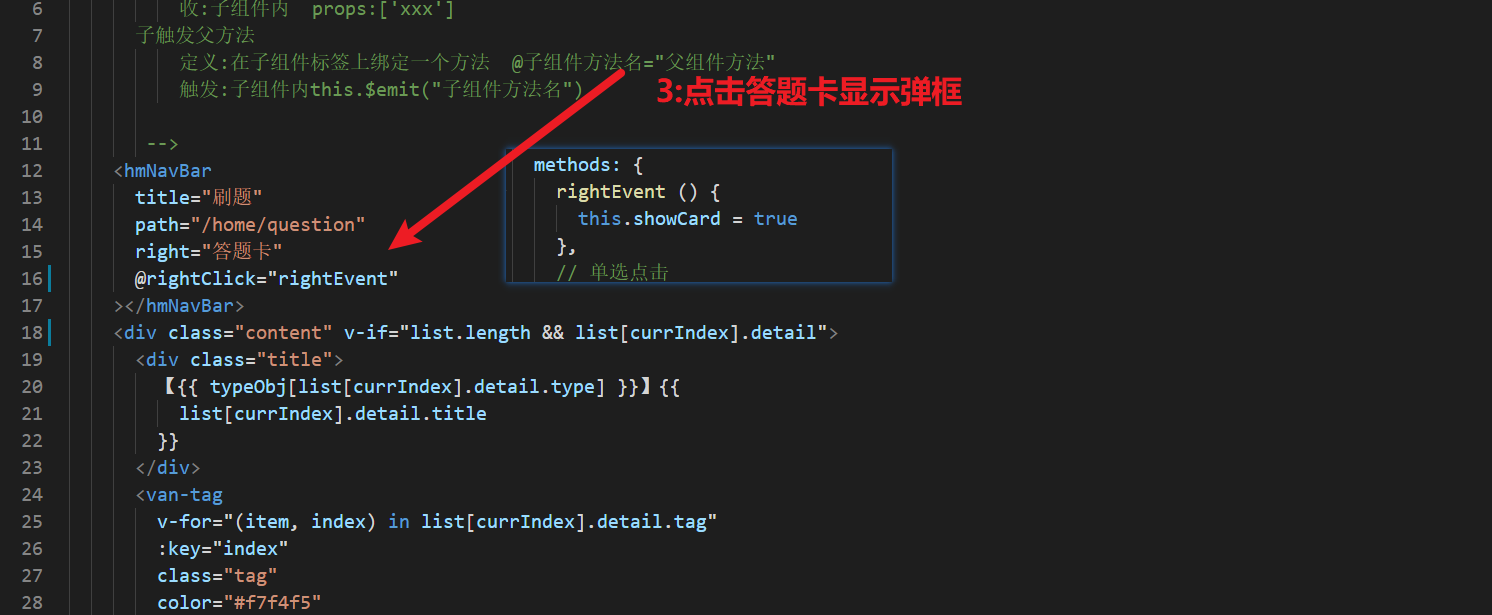 6 收:子组件内 props:['xxx']
7 子触发父方法
8 定义:在子组件标签上绑定一个方法 @子组件方法名="父组件方法"
9 触发:子组件内this.$emit("子组件方法名")
3:点击答题卡显示弹框
10
11 -->
12 <hmNavBar
13 title="刷题"
14 path="/home/question"
15 right="答题卡"
16 @rightClick="rightEvent"
17 ></hmNavBar>
methods: {
rightEvent () {
this.showCard = true
},
// 单选点击
18 <div class="content" v-if="list.length && list[currIndex].detail">
19 <div class="title">
20 【{{ typeObj[list[currIndex].detail.type] }}】{{
21 list[currIndex].detail.title
22 }}
23 </div>
24 <van-tag
25 v-for="(item, index) in list[currIndex].detail.tag"
26 :key="index"
27 class="tag"
28 color="#f7f4f5"